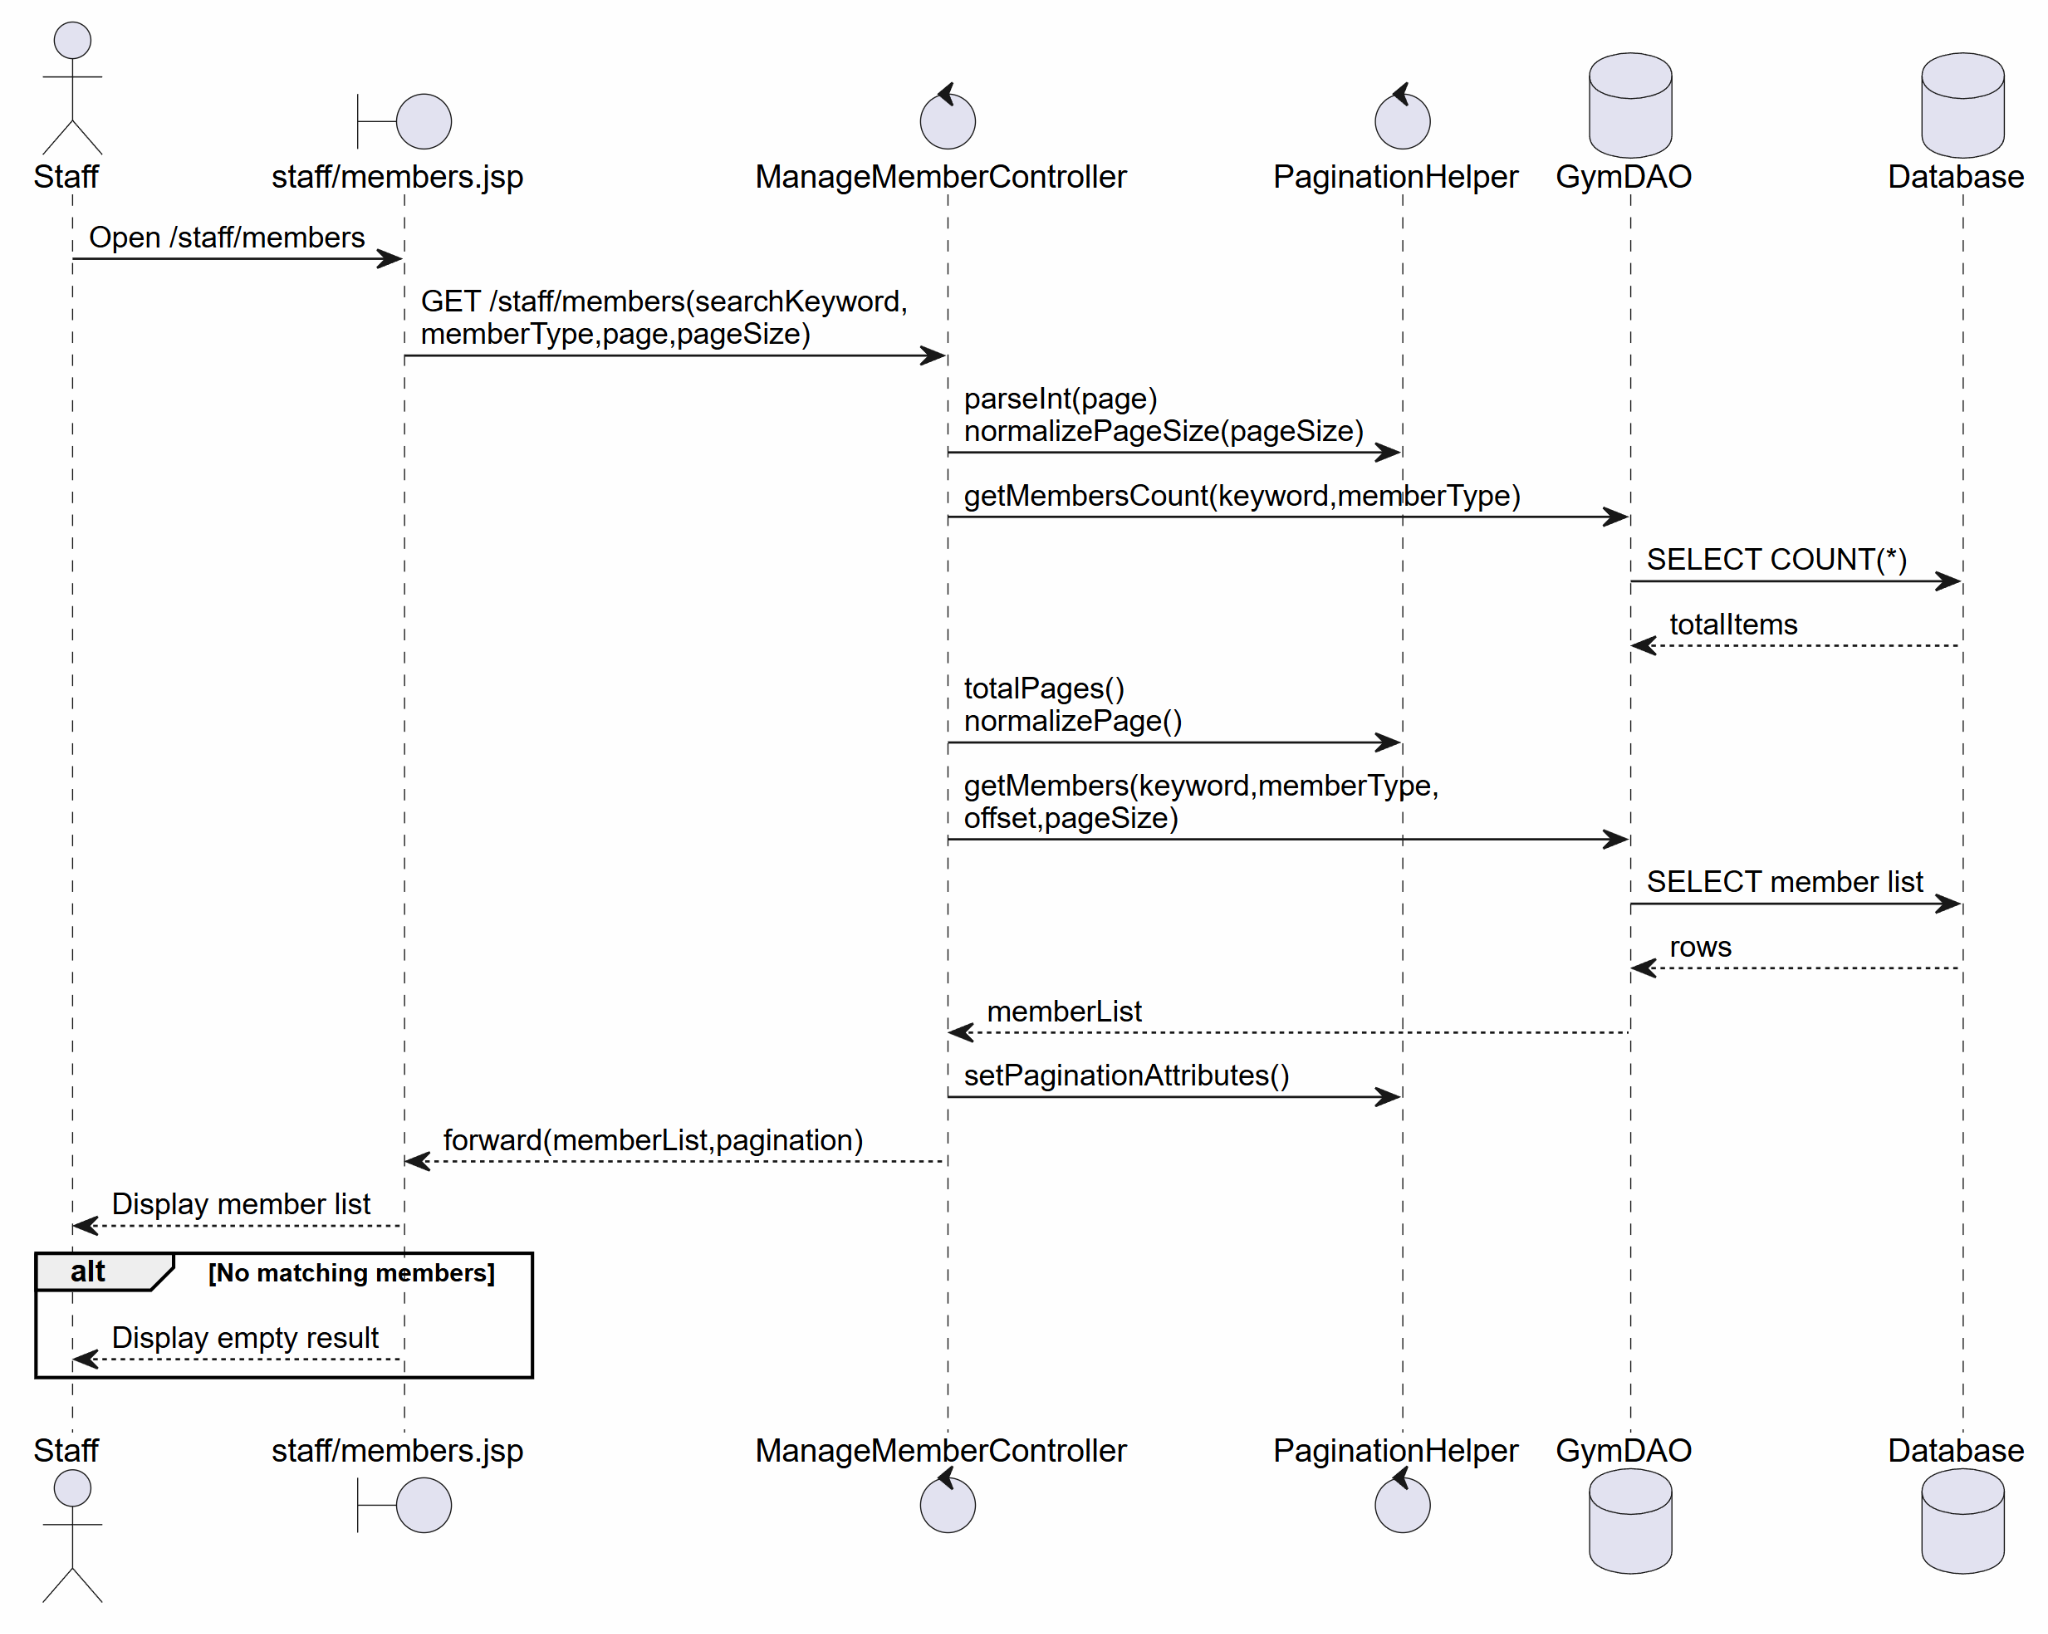 Staff
staff/members.jsp
ManageMemberController
PaginationHelper
GymDAO
Database
Open /staff/members
GET /staff/members(searchKeyword,
memberType,page,pageSize)
parseInt(page)
normalizePageSize(pageSize)
getMembersCount(keyword,memberType)
SELECT COUNT(*)
totalItems
totalPages()
normalizePage()
getMembers(keyword,memberType,
offset,pageSize)
SELECT member list
rows
memberList
setPaginationAttributes()
forward(memberList,pagination)
Display member list
alt
[No matching members]
Display empty result
Staff
staff/members.jsp
ManageMemberController
PaginationHelper
GymDAO
Database